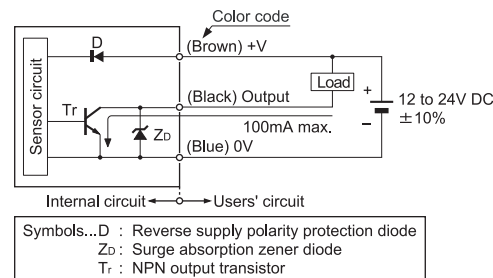 Color code
D
(Brown) +V
Sensor circuit
Load
+
Tr
(Black) Output
12 to 24V DC
±10%
ZD
100mA max.
−
(Blue) 0V
Internal circuit
Users' circuit
Symbols...D : Reverse supply polarity protection diode
ZD : Surge absorption zener diode
Tr : NPN output transistor